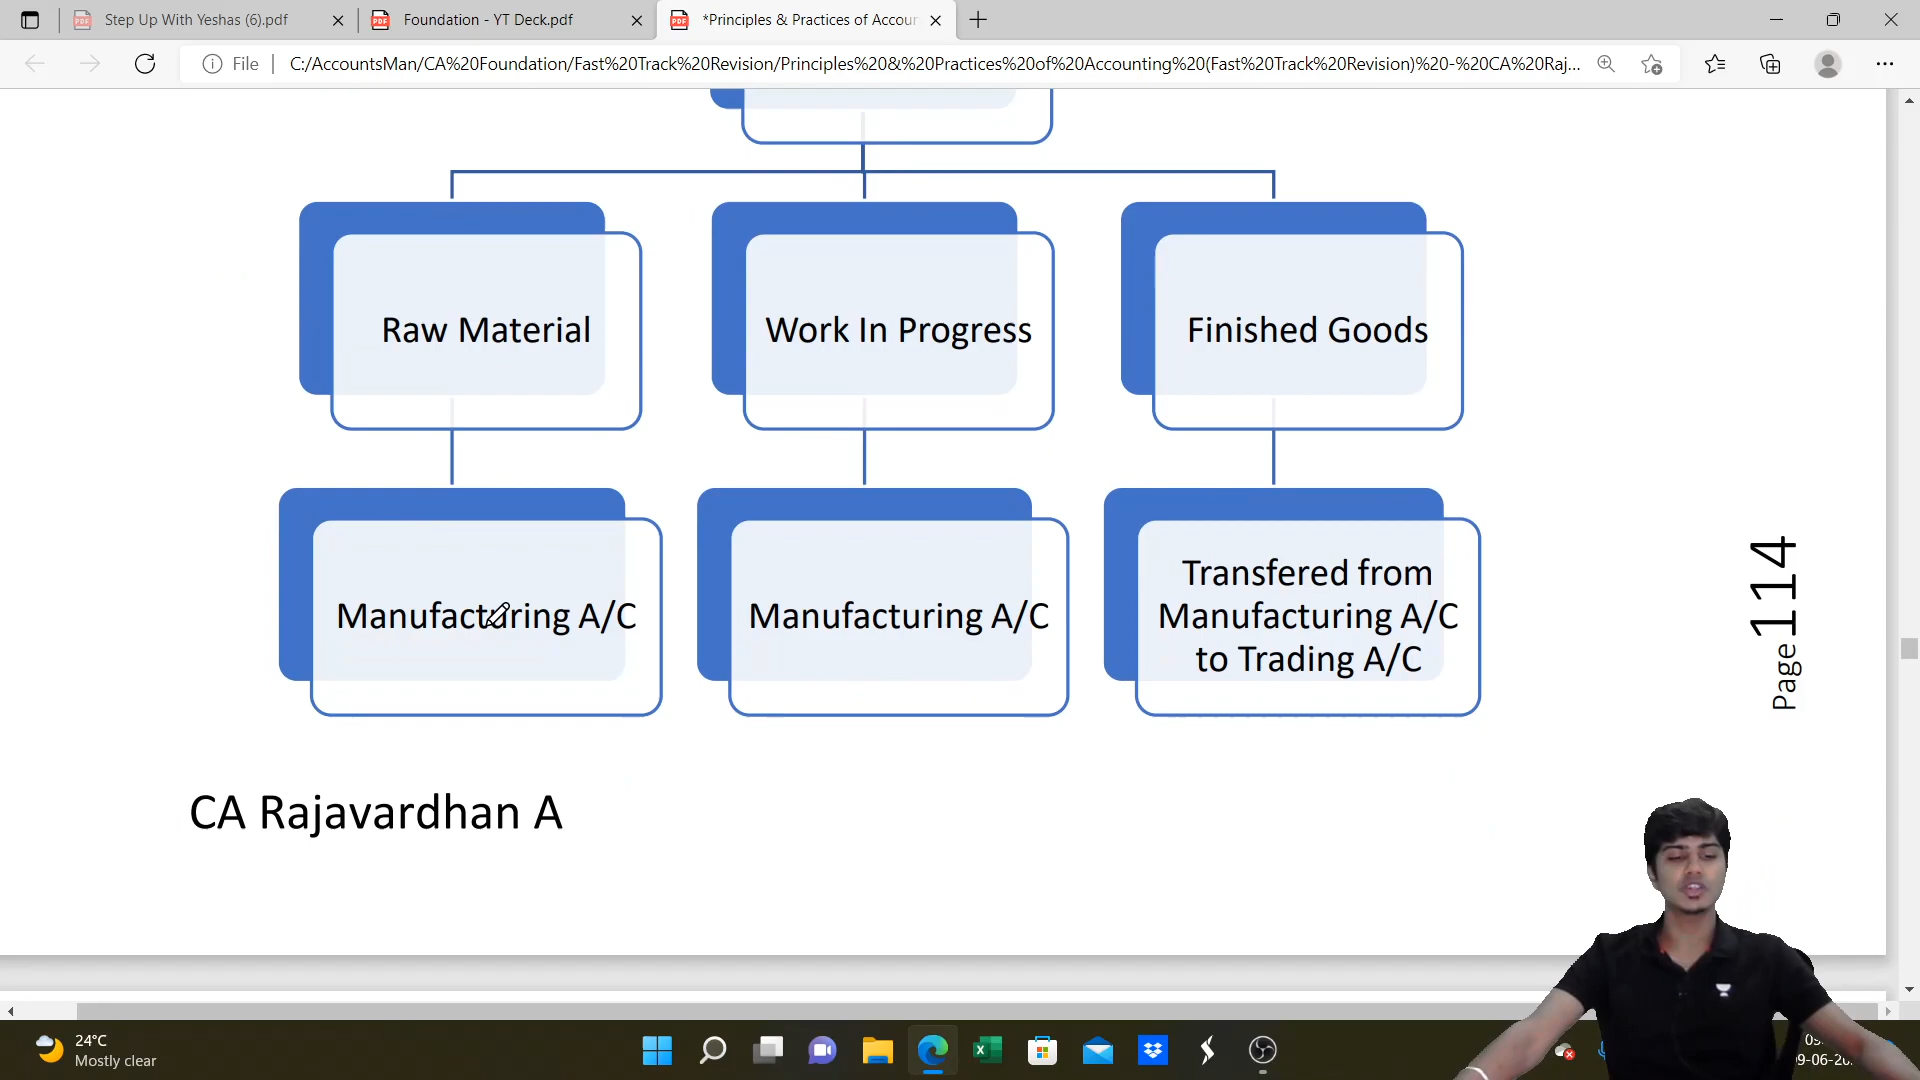 Step Up With Yeshas (6).pdf
Foundation - YT Deck.pdf
*Principles & Practices of Accour
File
C:/AccountsMan/CA%20Foundation/Fast%20Track%20Revision/Principles%20&%20Practices%20of%20Accounting%20(Fast%20Track%20Revision)%20-%20CA%20Raj...
Raw Material
Work In Progress
Finished Goods
Manufacturing A/C
Manufacturing A/C
Transfered from
Manufacturing A/C
to Trading A/C
Page 114
CA Rajavardhan A
24°C
Mostly clear